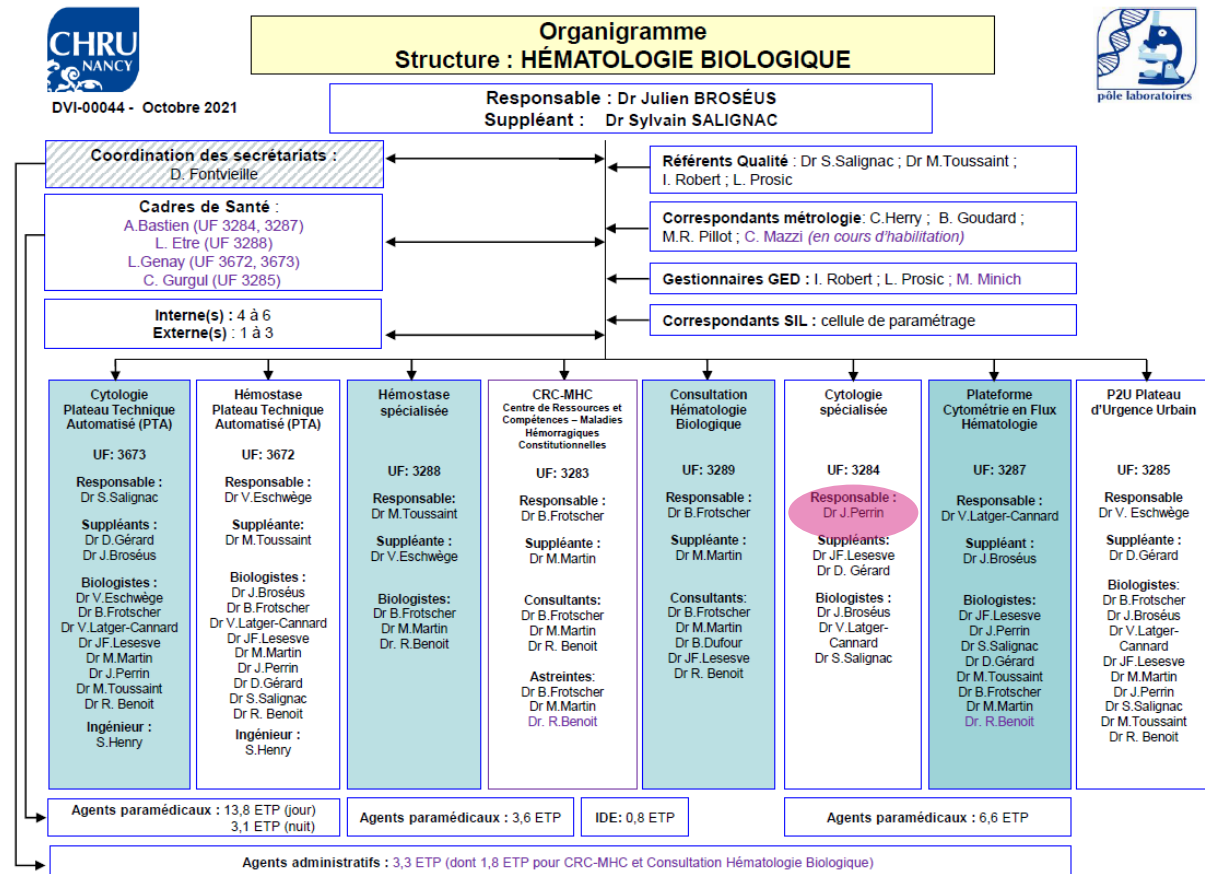 CHRU
NANCY
Organigramme
Structure : HÉMATOLOGIE BIOLOGIQUE
pôle laboratoires
DVI-00044 - Octobre 2021
Responsable : Dr Julien BROSÉUS
Suppléant : Dr Sylvain SALIGNAC
Coordination des secrétariats :
D. Fontvieille
Référents Qualité : Dr S.Salignac ; Dr M.Toussaint ;
I. Robert ; L. Prosic
Cadres de Santé :
A.Bastien (UF 3284, 3287)
L. Etre (UF 3288)
L.Genay (UF 3672, 3673)
C. Gurgul (UF 3285)
Correspondants métrologie: C.Herry ; B. Goudard ;
M.R. Pillot ; C. Mazzi (en cours d'habilitation)
Gestionnaires GED : I. Robert ; L. Prosic ; M. Minich
Interne(s) : 4 à 6
Externe(s) : 1 à 3
Correspondants SIL : cellule de paramétrage
Cytologie
Plateau Technique
Automatisé (PTA)
UF: 3673
Responsable :
Dr S.Salignac
Suppléants :
Dr D.Gérard
Dr J.Broséus
Biologistes :
Dr V.Eschwège
Dr B.Frotscher
Dr V.Latger-Cannard
Dr JF.Lesesve
Dr M.Martin
Dr J.Perrin
Dr M.Toussaint
Dr R. Benoit
Ingénieur :
S.Henry
Hémostase
Plateau Technique
Automatisé (PTA)
UF: 3672
Responsable :
Dr V.Eschwège
Suppléante:
Dr M.Toussaint
Biologistes :
Dr J.Broséus
Dr B.Frotscher
Dr V.Latger-Cannard
Dr JF.Lesesve
Dr M.Martin
Dr J.Perrin
Dr D.Gérard
Dr S.Salignac
Dr R. Benoit
Ingénieur :
S.Henry
Hémostase
spécialisée
UF: 3288
Responsable:
Dr M.Toussaint
Suppléante :
Dr V.Eschwège
Biologistes:
Dr B.Frotscher
Dr M.Martin
Dr. R.Benoit
CRC-MHC
Centre de Ressources et
Compétences – Maladies
Hémorragiques
Constitutionnelles
UF: 3283
Responsable :
Dr B.Frotscher
Suppléante :
Dr M.Martin
Consultants:
Dr B.Frotscher
Dr M.Martin
Dr R. Benoit
Astreintes:
Dr B.Frotscher
Dr M.Martin
Dr. R.Benoit
Consultation
Hématologie
Biologique
UF: 3289
Responsable :
Dr B.Frotscher
Suppléante :
Dr M.Martin
Consultants:
Dr B.Frotscher
Dr M.Martin
Dr B.Dufour
Dr JF.Lesesve
Dr R. Benoit
Cytologie
spécialisée
UF: 3284
Responsable :
Dr J.Perrin
Suppléants:
Dr JF.Lesesve
Dr D. Gérard
Biologistes :
Dr J.Broséus
Dr V.Latger-
Cannard
Dr S.Salignac
Plateforme
Cytométrie en Flux
Hématologie
UF: 3287
Responsable :
Dr V.Latger-Cannard
Suppléant :
Dr J.Broséus
Biologistes:
Dr JF.Lesesve
Dr J.Perrin
Dr S.Salignac
Dr D.Gérard
Dr M.Toussaint
Dr B.Frotscher
Dr M.Martin
Dr. R.Benoit
P2U Plateau
d'Urgence Urbain
UF: 3285
Responsable
Dr V. Eschwège
Suppléante :
Dr D.Gérard
Biologistes:
Dr B.Frotscher
Dr J.Broséus
Dr V.Latger-
Cannard
Dr JF.Lesesve
Dr M.Martin
Dr J.Perrin
Dr S.Salignac
Dr M.Toussaint
Dr R. Benoit
Agents paramédicaux : 13,8 ETP (jour)
3,1 ETP (nuit)
Agents paramédicaux : 3,6 ETP
IDE: 0,8 ETP
Agents paramédicaux : 6,6 ETP
Agents administratifs : 3,3 ETP (dont 1,8 ETP pour CRC-MHC et Consultation Hématologie Biologique)